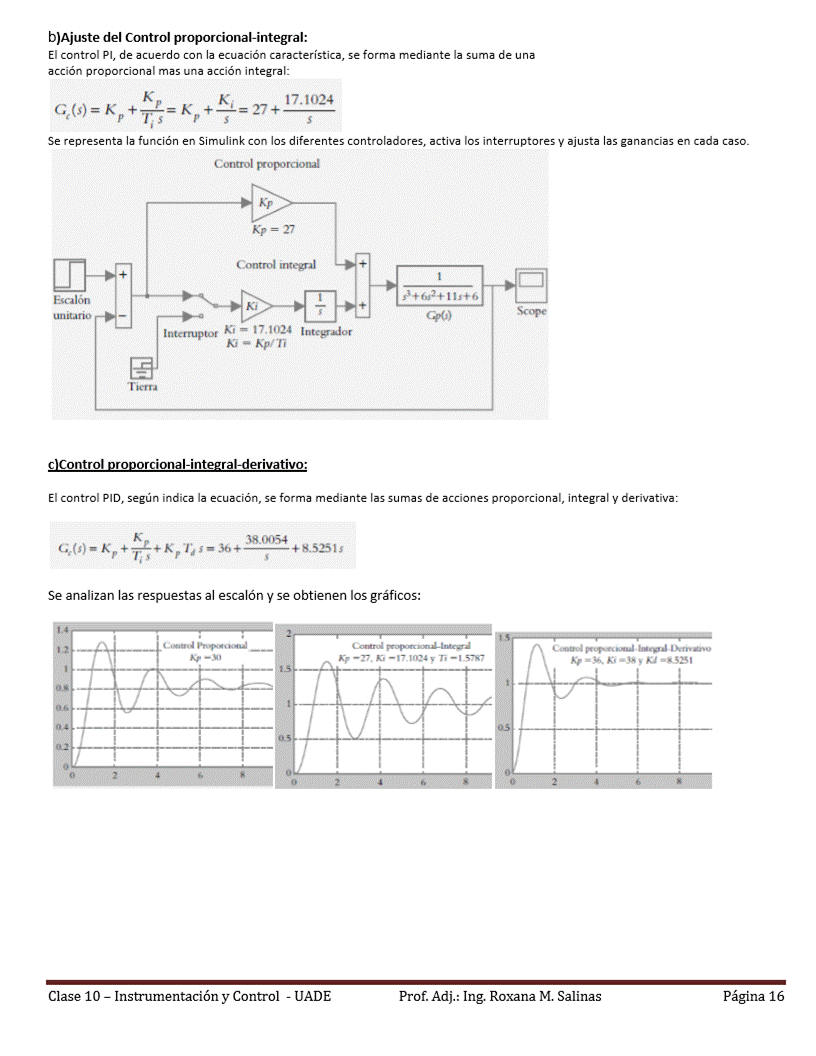 b)Ajuste del Control proporcional-integral:
El control PI, de acuerdo con la ecuación característica, se forma mediante la suma de una
acción proporcional mas una acción integral:
G_c(s) = K_p + K_p/(T_i s) = K_p + K_i/s = 27 + 17.1024/s
Se representa la función en Simulink con los diferentes controladores, activa los interruptores y ajusta las ganancias en cada caso.
Control proporcional
Kp
Kp = 27
Control integral
+
−
Ki
1/s
+
+
1/(s³+6s²+11s+6)
Gp(s)
Scope
Escalón
unitario
Interruptor
Ki = 17.1024
Ki = Kp/Ti
Integrador
Tierra
c)Control proporcional-integral-derivativo:
El control PID, según indica la ecuación, se forma mediante las sumas de acciones proporcional, integral y derivativa:
G_c(s) = K_p + K_p/(T_i s) + K_p T_d s = 36 + 38.0054/s + 8.5251s
Se analizan las respuestas al escalón y se obtienen los gráficos:
1.4
1.2
1
0.8
0.6
0.4
0.2
0
0 2 4 6 8
Control Proporcional
Kp =30
2
1.5
1
0.5
0
0 2 4 6 8
Control proporcional-Integral
Kp =27, Ki =17.1024 y Ti =1.5787
1.5
1
0.5
0
0 2 4 6 8
Control proporcional-Integral-Derivativo
Kp =36, Ki =38 y Kd =8.5251
Clase 10 – Instrumentación y Control - UADE Prof. Adj.: Ing. Roxana M. Salinas Página 16